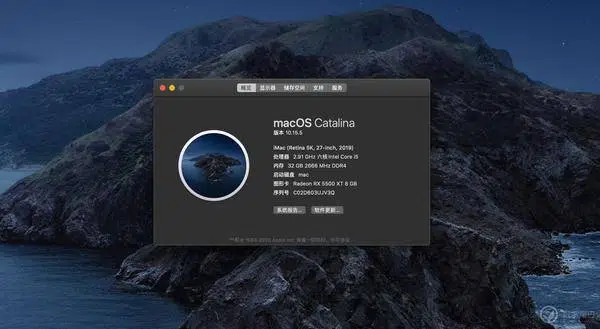 概览 显示器 储存空间 支持 服务
macOS Catalina
版本 10.15.5
iMac (Retina 5K, 27-inch, 2019)
处理器 2.91 GHz 六核Intel Core i5
内存 32 GB 2666 MHz DDR4
启动磁盘 mac
图形卡 Radeon RX 5500 XT 8 GB
序列号 C02D603UJV3Q
系统报告... 软件更新...